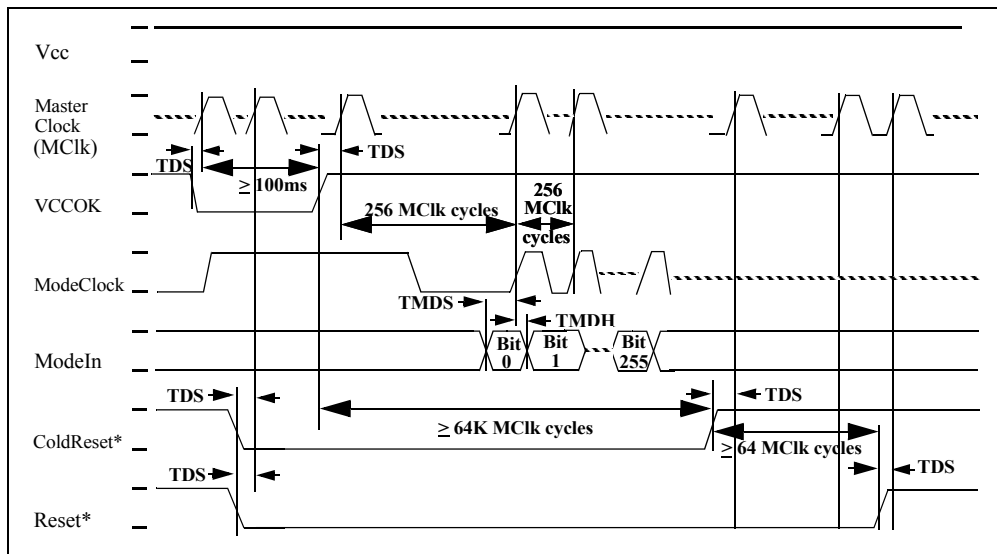 Vcc
Master
Clock
(MClk)
TDS
TDS
≥ 100ms
VCCOK
256 MClk cycles
256
MClk
cycles
ModeClock
TMDS
TMDH
ModeIn
Bit
0
Bit
1
Bit
255
TDS
TDS
≥ 64K MClk cycles
ColdReset*
≥ 64 MClk cycles
TDS
TDS
Reset*